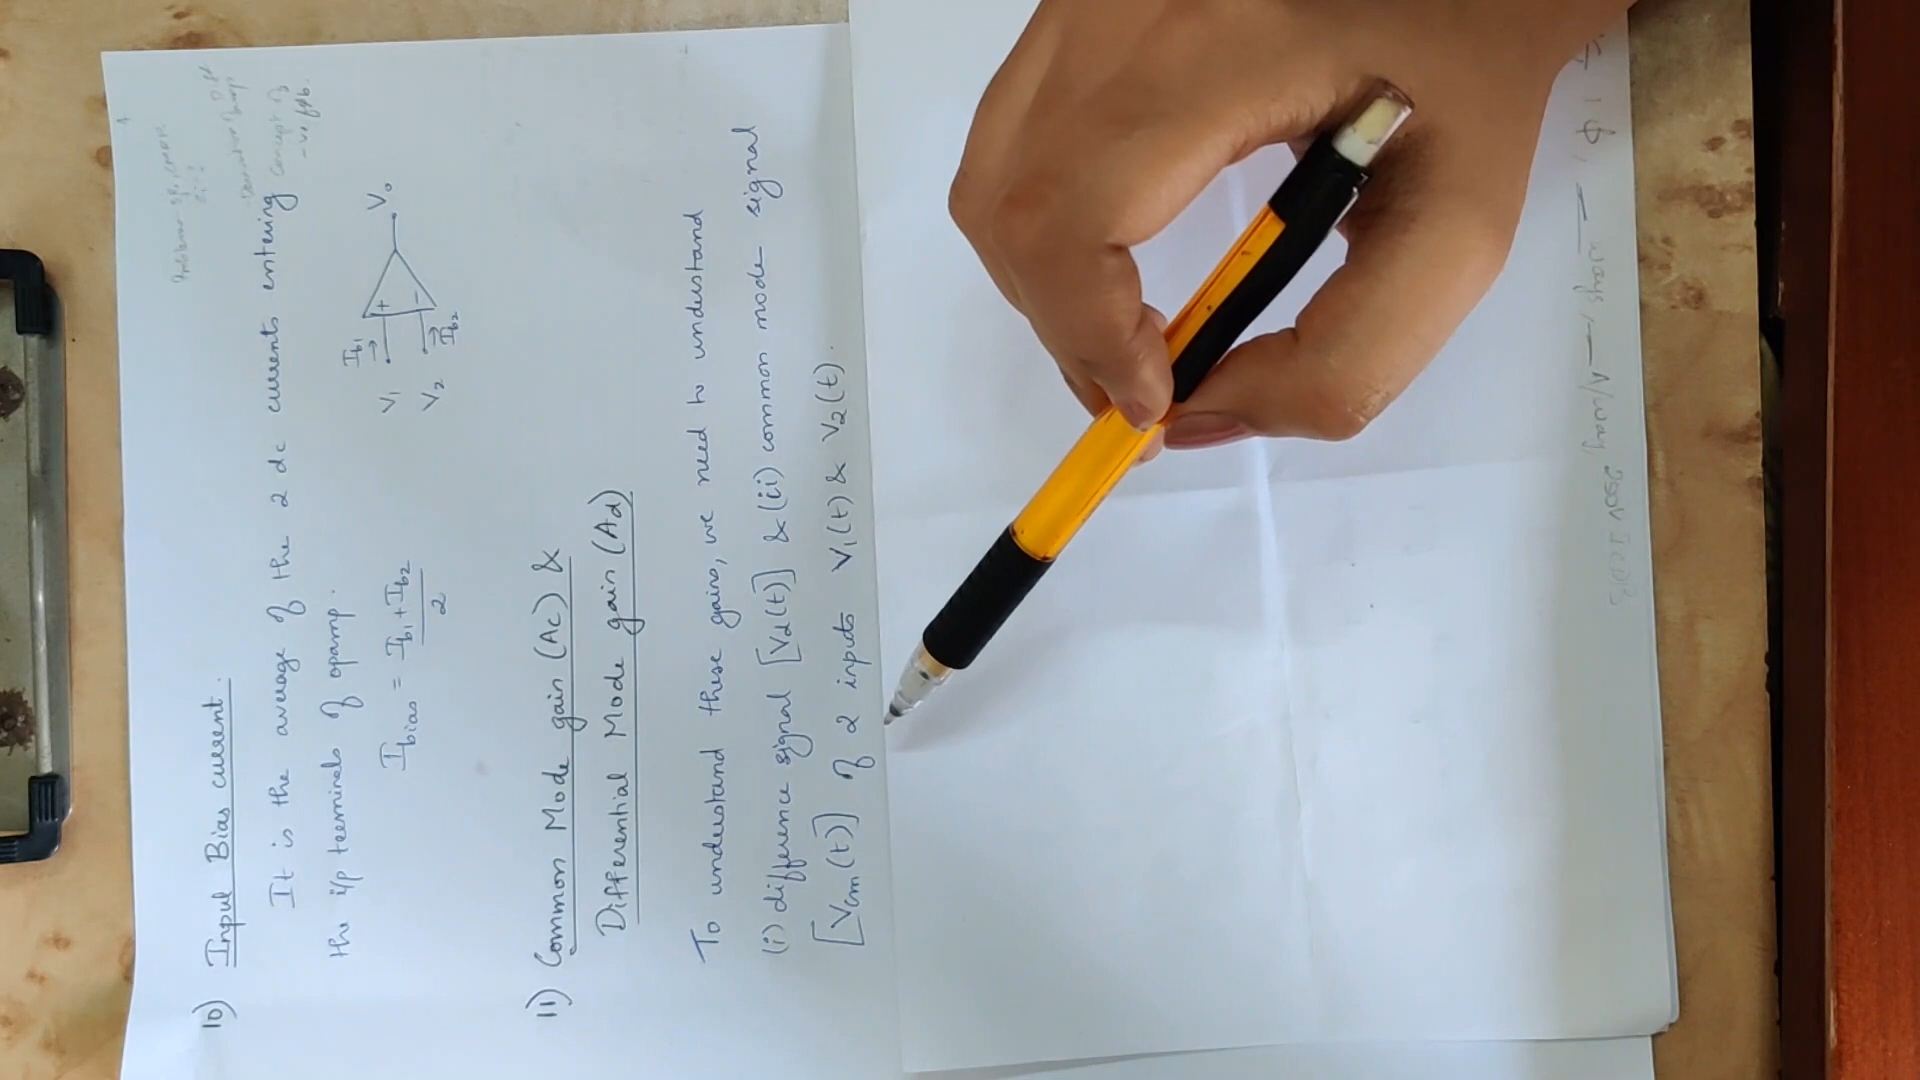 10) Input Bias current.
It is the average of the 2 dc currents entering
the i/p terminals of opamp.
concept of
-ve f/b.
Ibias = Ib1 + Ib2
2
Ib1
V1
V2
Ib2
+
-
Vo
11) Common Mode gain (Ac) &
Differential Mode gain (Ad)
To understand these gains, we need to understand
(i) difference signal [Vd(t)] & (ii) common mode signal
[Vcm(t)] of 2 inputs V1(t) & V2(t).